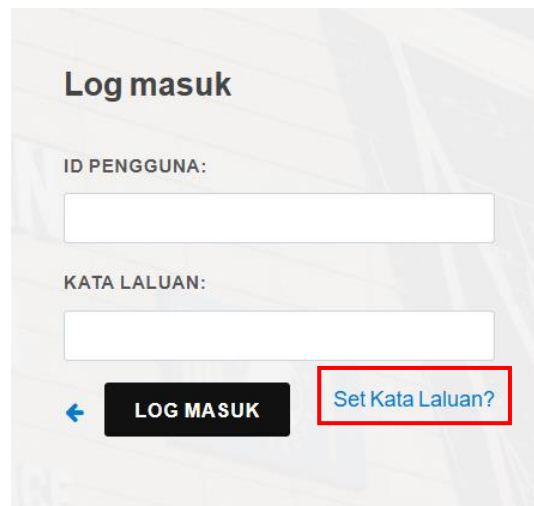 Log masuk
ID PENGGUNA:
KATA LALUAN:
LOG MASUK
Set Kata Laluan?